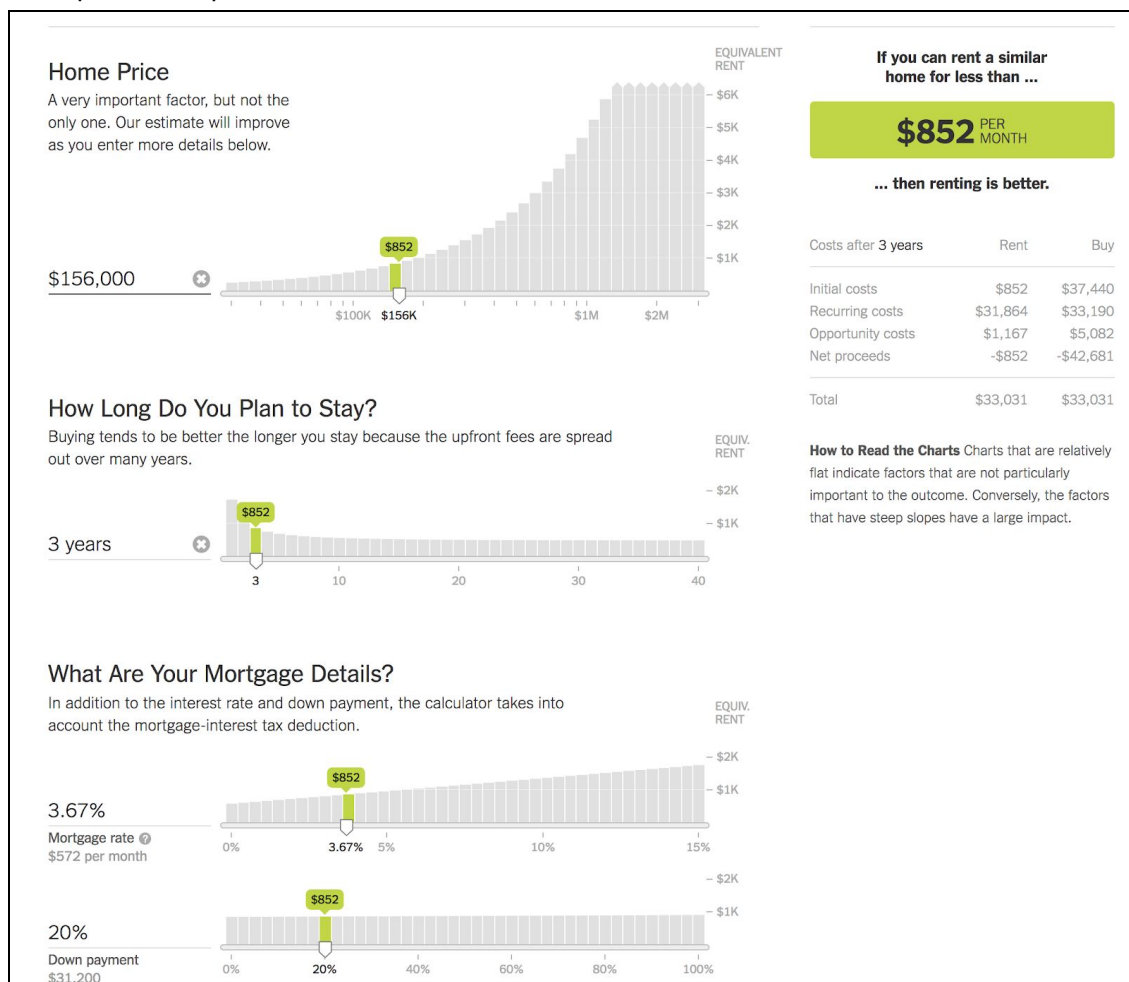 Home Price
A very important factor, but not the
only one. Our estimate will improve
as you enter more details below.
$156,000
EQUIVALENT
RENT
$6K
$5K
$4K
$3K
$2K
$1K
$852
$100K $156K $1M $2M
How Long Do You Plan to Stay?
Buying tends to be better the longer you stay because the upfront fees are spread
out over many years.
EQUIV.
RENT
$2K
$1K
$852
3 years
3 10 20 30 40
What Are Your Mortgage Details?
In addition to the interest rate and down payment, the calculator takes into
account the mortgage-interest tax deduction.
EQUIV.
RENT
$2K
$1K
$852
3.67%
Mortgage rate ?
$572 per month
0% 3.67% 5% 10% 15%
$2K
$1K
$852
20%
Down payment
$31,200
0% 20% 40% 60% 80% 100%
If you can rent a similar
home for less than ...
$852 PER
MONTH
... then renting is better.
Costs after 3 years Rent Buy
Initial costs $852 $37,440
Recurring costs $31,864 $33,190
Opportunity costs $1,167 $5,082
Net proceeds -$852 -$42,681
Total $33,031 $33,031
How to Read the Charts Charts that are relatively
flat indicate factors that are not particularly
important to the outcome. Conversely, the factors
that have steep slopes have a large impact.